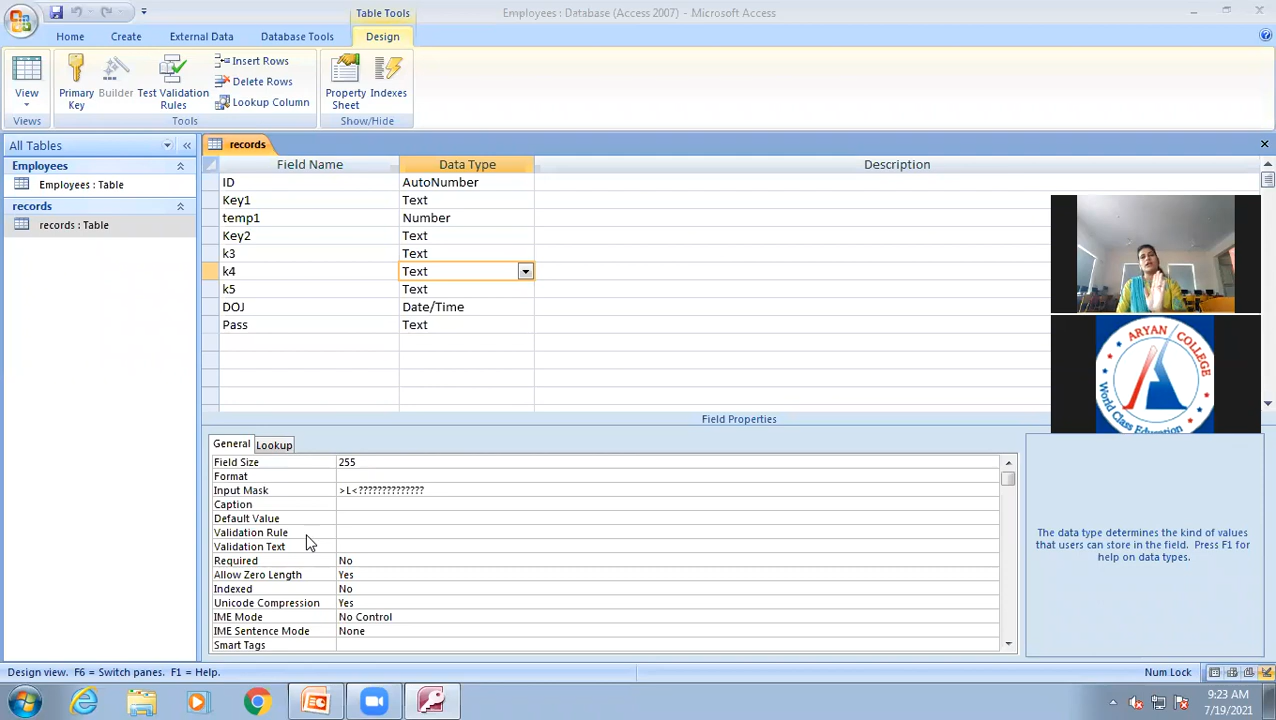 Table Tools
Employees : Database (Access 2007) - Microsoft Access
Home
Create
External Data
Database Tools
Design
View
Primary Key
Builder
Test Validation Rules
Insert Rows
Delete Rows
Lookup Column
Property Sheet
Indexes
Views
Tools
Show/Hide
All Tables
Employees
Employees : Table
records
records : Table
records
Field Name Data Type Description
ID AutoNumber
Key1 Text
temp1 Number
Key2 Text
k3 Text
k4 Text
k5 Text
DOJ Date/Time
Pass Text
ARYAN COLLEGE
World Class Education
Field Properties
General Lookup
Field Size 255
Format
Input Mask >L<??????????????
Caption
Default Value
Validation Rule
Validation Text
Required No
Allow Zero Length Yes
Indexed No
Unicode Compression Yes
IME Mode No Control
IME Sentence Mode None
Smart Tags
The data type determines the kind of values
that users can store in the field. Press F1 for
help on data types.
Design view. F6 = Switch panes. F1 = Help.
Num Lock
9:23 AM
7/19/2021